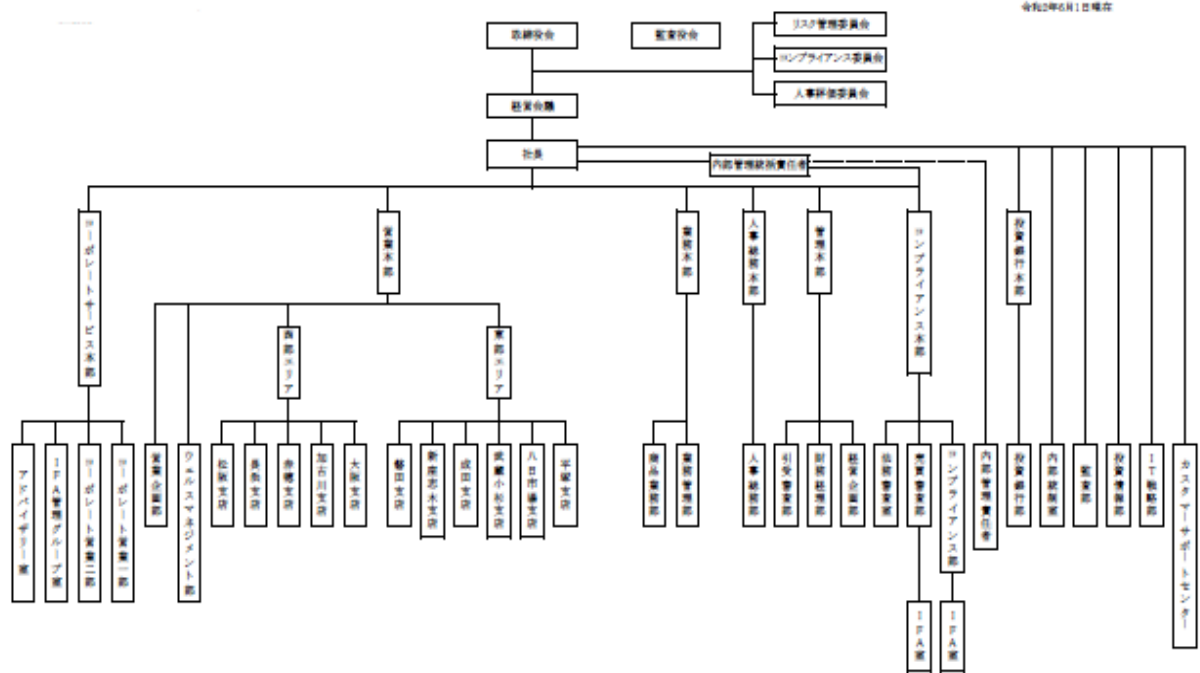 令和2年6月1日現在
取締役会
監査役会
リスク管理委員会
コンプライアンス委員会
人事評価委員会
経営会議
社長
内部管理統括責任者
コーポレートサービス本部
営業本部
業務本部
人事総務本部
管理本部
コンプライアンス本部
投資銀行本部
西部エリア
東部エリア
アドバイザリー室
IFA管理グループ室
コーポレート営業二部
コーポレート営業一部
営業企画部
ウェルスマネジメント部
松阪支店
長浜支店
赤穂支店
加古川支店
大阪支店
磐田支店
新座志木支店
成田支店
武蔵小杉支店
八日市場支店
平塚支店
商品業務部
業務管理部
人事総務部
引受審査部
財務経理部
経営企画部
法務審査室
売買審査部
コンプライアンス部
内部管理責任者
投資銀行部
内部統制室
監査部
投資情報部
IT戦略部
カスタマーサポートセンター
IFA室
IFA室